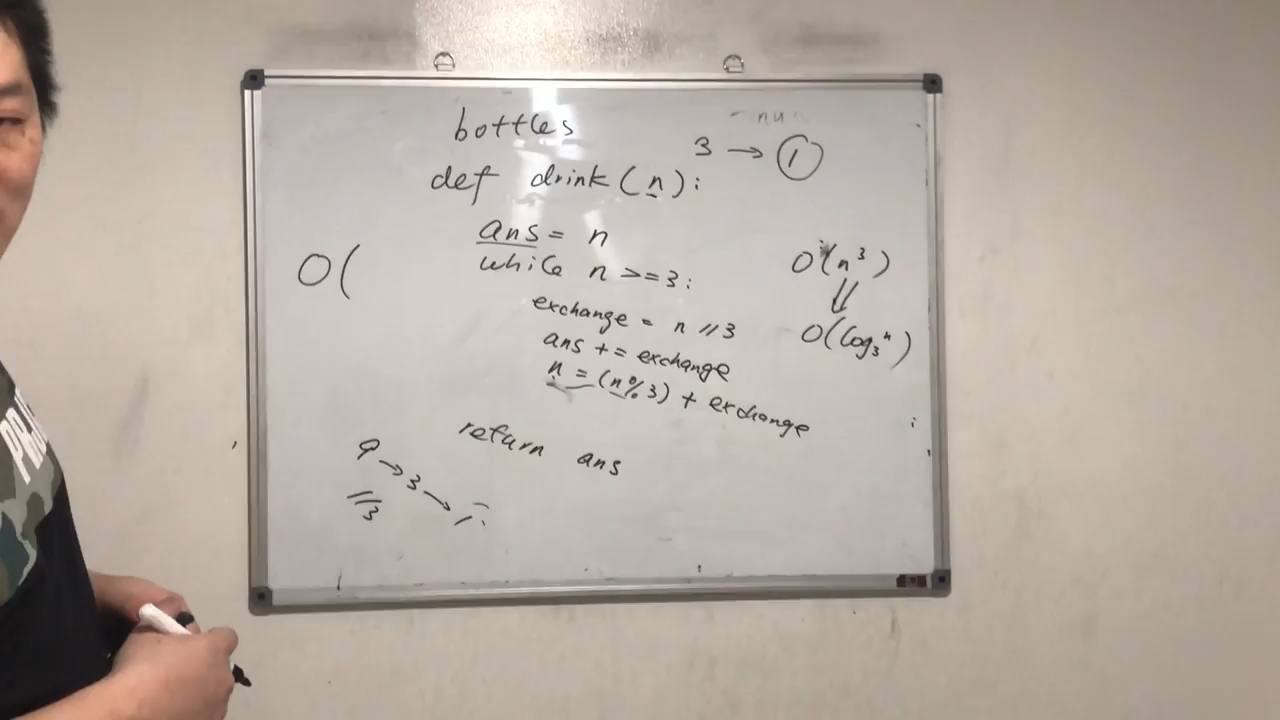 bottles
3 → 1
def drink(n):
ans = n
while n >= 3:
exchange = n // 3
ans += exchange
n = (n%3) + exchange
return ans
O(
O(n³)
⇓
O(log₃ⁿ)
9 → 3 → 1
//3